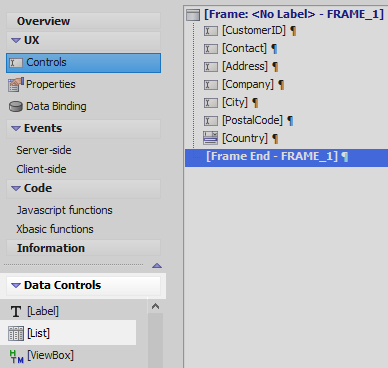 Overview
UX
Controls
Properties
Data Binding
Events
Server-side
Client-side
Code
Javascript functions
Xbasic functions
Information
Data Controls
[Label]
[List]
[ViewBox]
[Frame: <No Label> - FRAME_1] ¶
[CustomerID] ¶
[Contact] ¶
[Address] ¶
[Company] ¶
[City] ¶
[PostalCode] ¶
[Country] ¶
[Frame End - FRAME_1] ¶